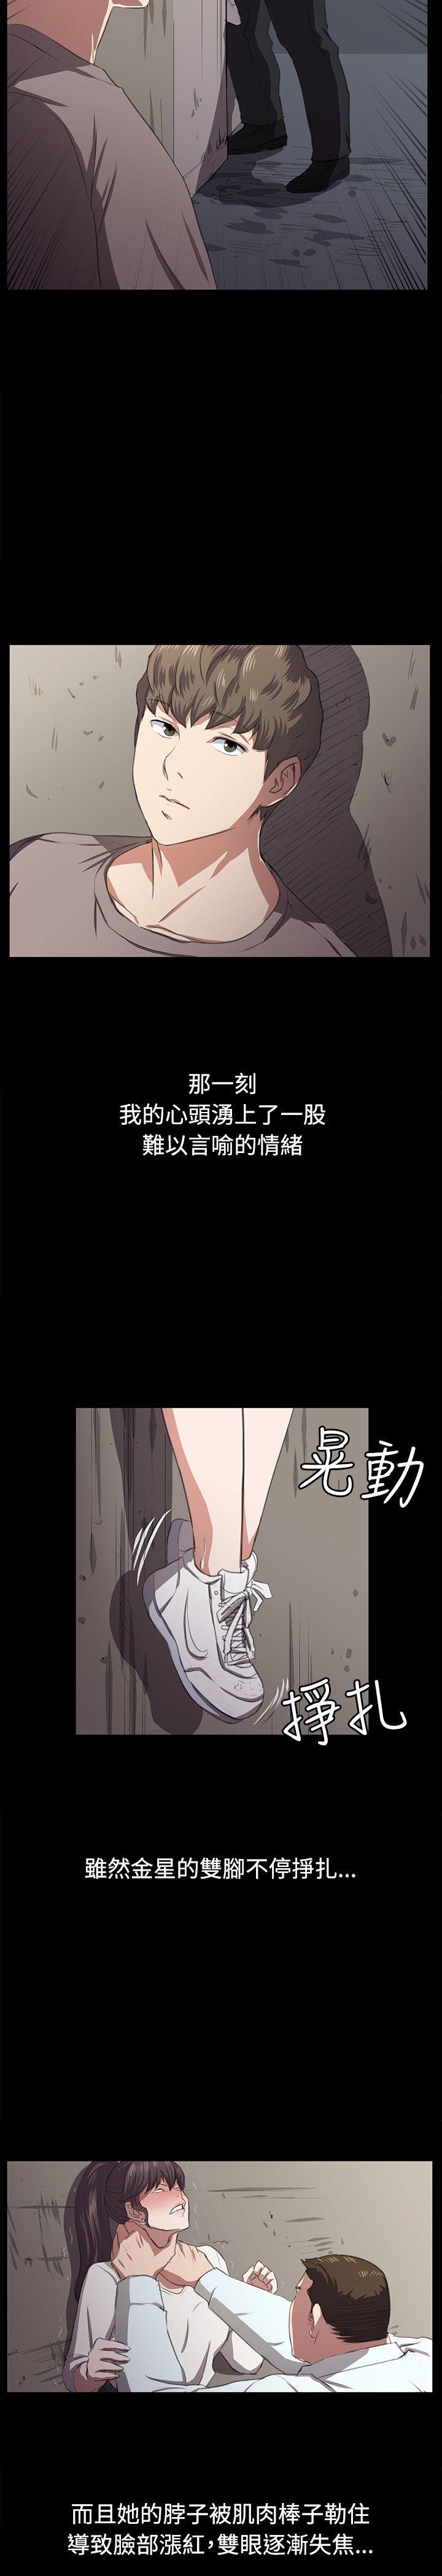 那一刻
我的心頭湧上了一股
難以言喻的情緒
晃動
掙扎
雖然金星的雙腳不停掙扎...
而且她的脖子被肌肉棒子勒住
導致臉部漲紅，雙眼逐漸失焦...